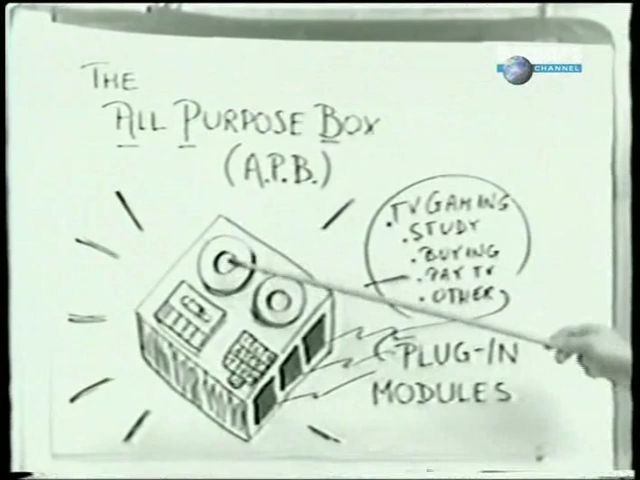 THE
ALL PURPOSE BOX
(A.P.B.)
CHANNEL
.TV GAMING
.STUDY
.BUYING
.PAY TV
.OTHER
PLUG-IN
MODULES